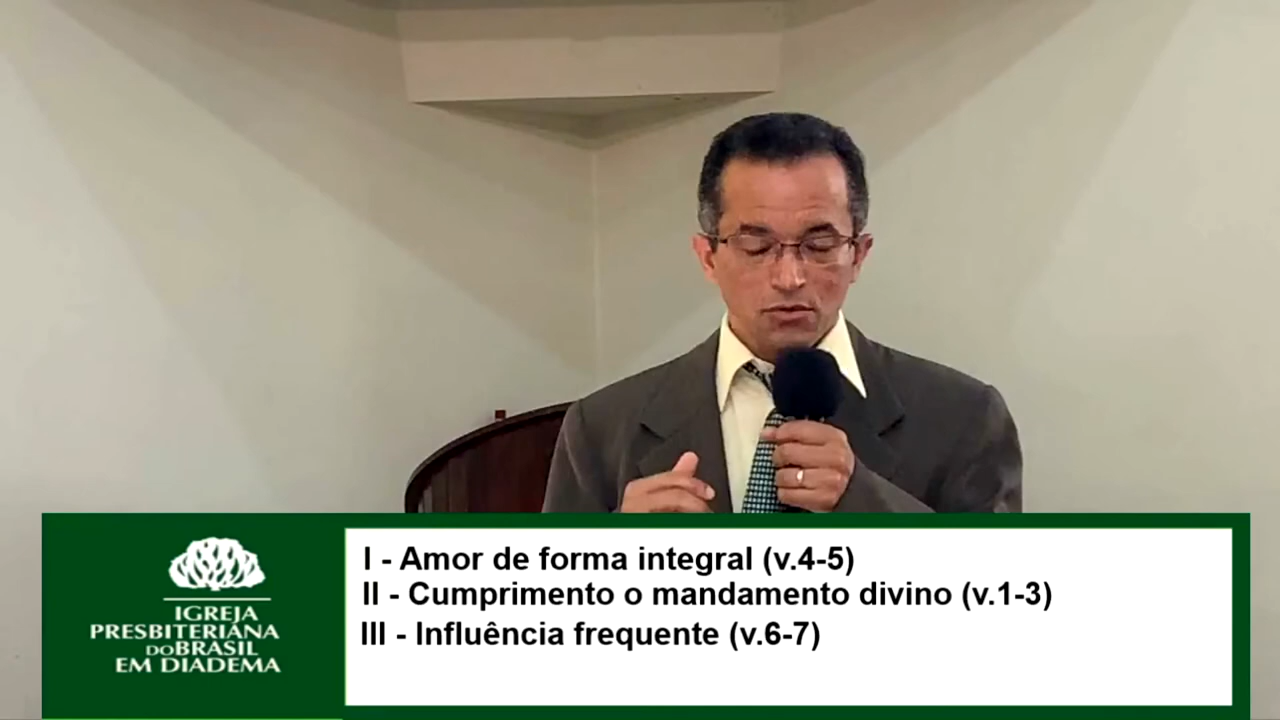 I - Amor de forma integral (v.4-5)
II - Cumprimento o mandamento divino (v.1-3)
III - Influência frequente (v.6-7)
IGREJA
PRESBITERIANA
DO BRASIL
EM DIADEMA